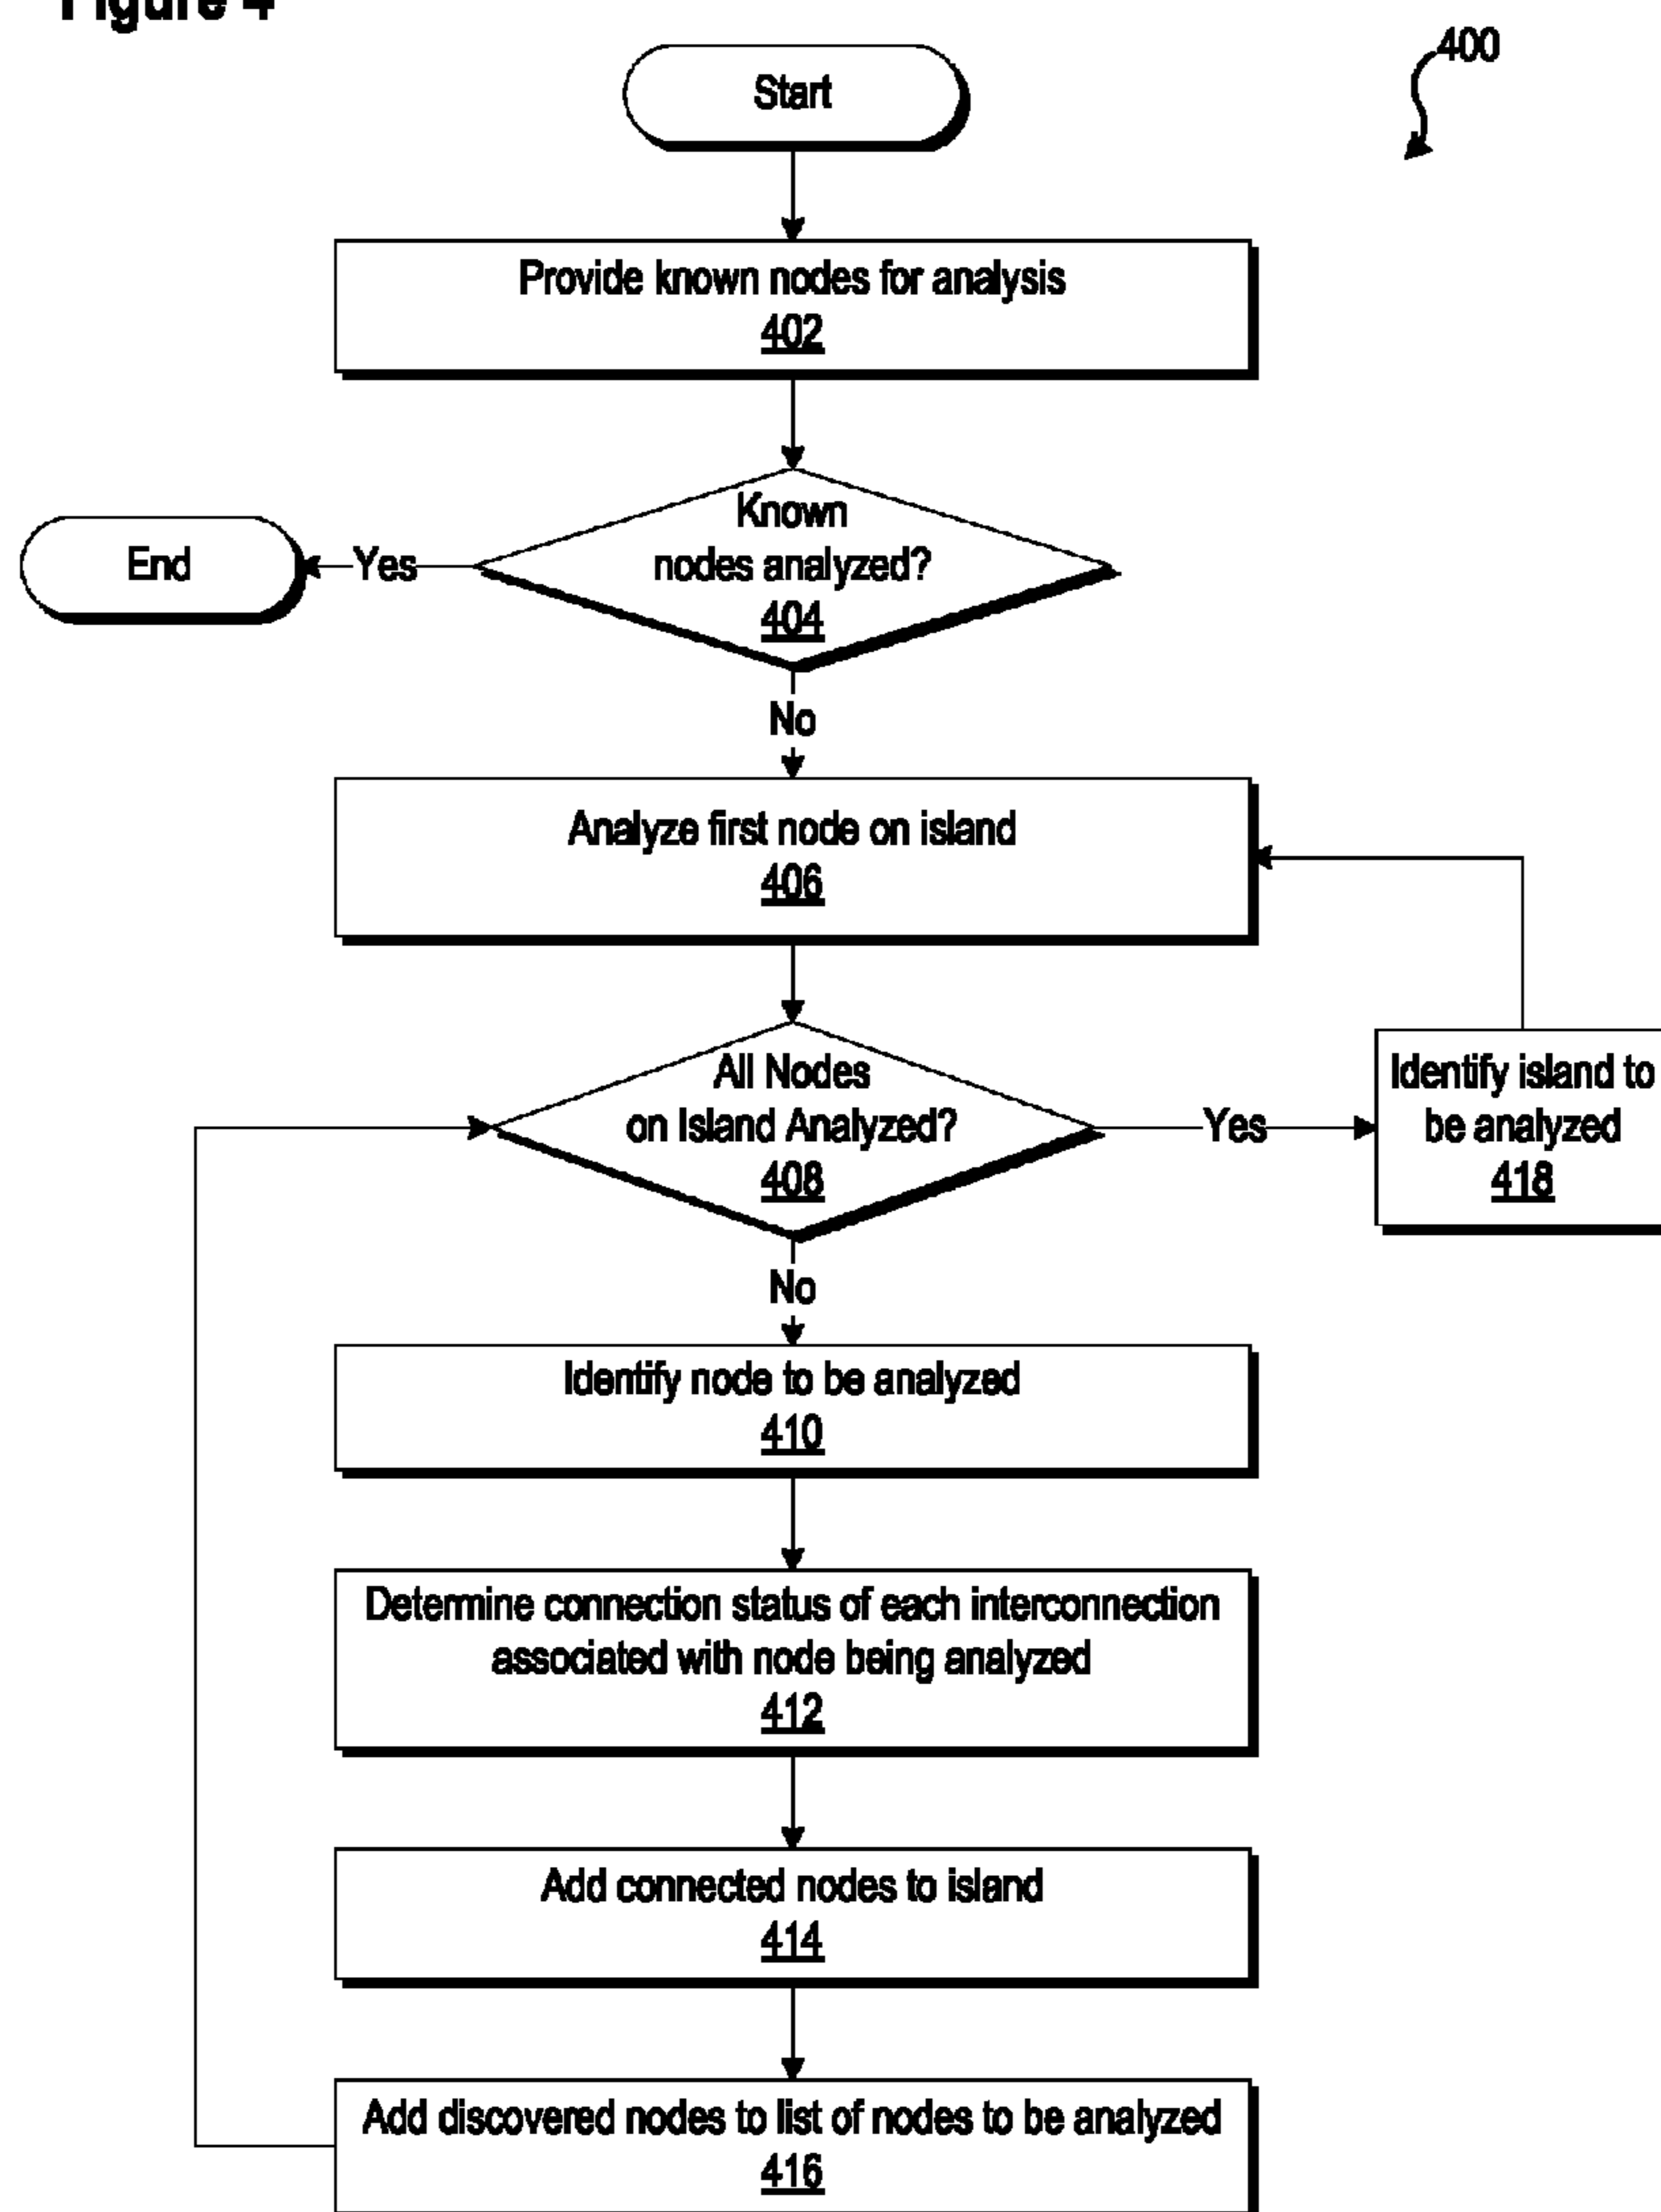 Figure 4
400
Start
Provide known nodes for analysis
402
Known
nodes analyzed?
404
Yes
End
No
Analyze first node on island
406
All Nodes
on Island Analyzed?
408
Yes
Identify island to
be analyzed
418
No
Identify node to be analyzed
410
Determine connection status of each interconnection
associated with node being analyzed
412
Add connected nodes to island
414
Add discovered nodes to list of nodes to be analyzed
416